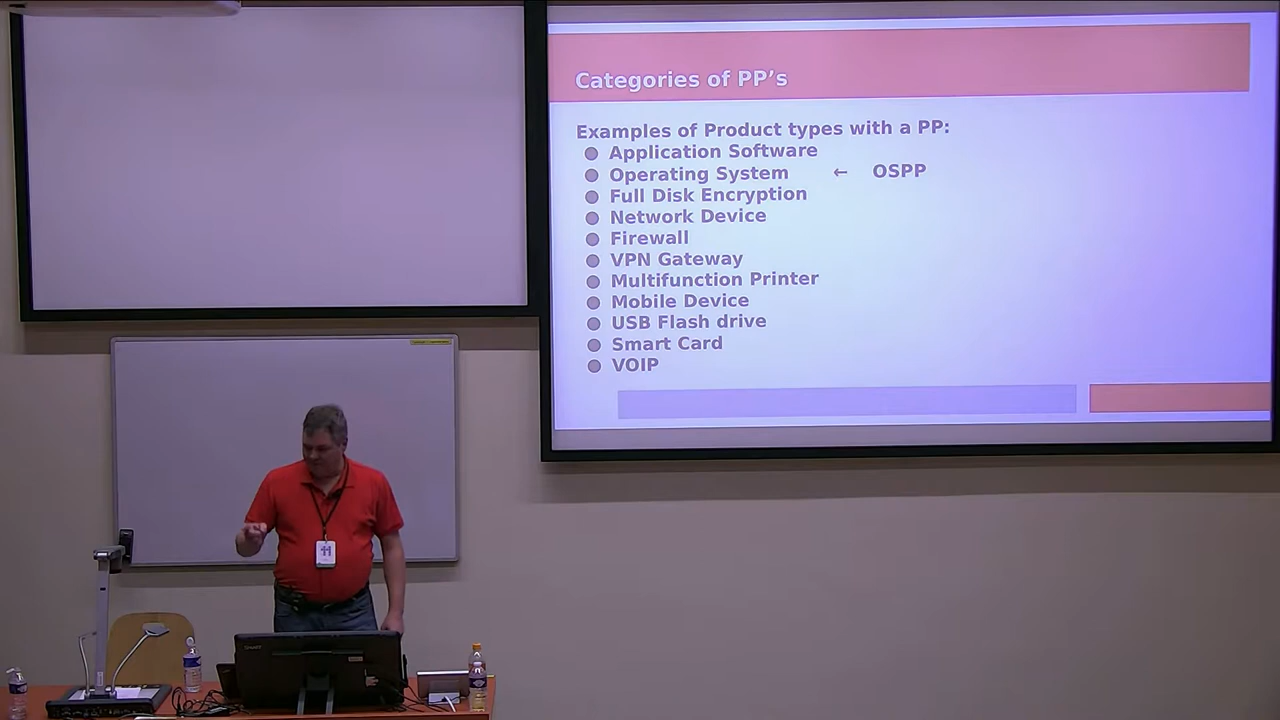 Categories of PP's
Examples of Product types with a PP:
● Application Software
● Operating System ← OSPP
● Full Disk Encryption
● Network Device
● Firewall
● VPN Gateway
● Multifunction Printer
● Mobile Device
● USB Flash drive
● Smart Card
● VOIP